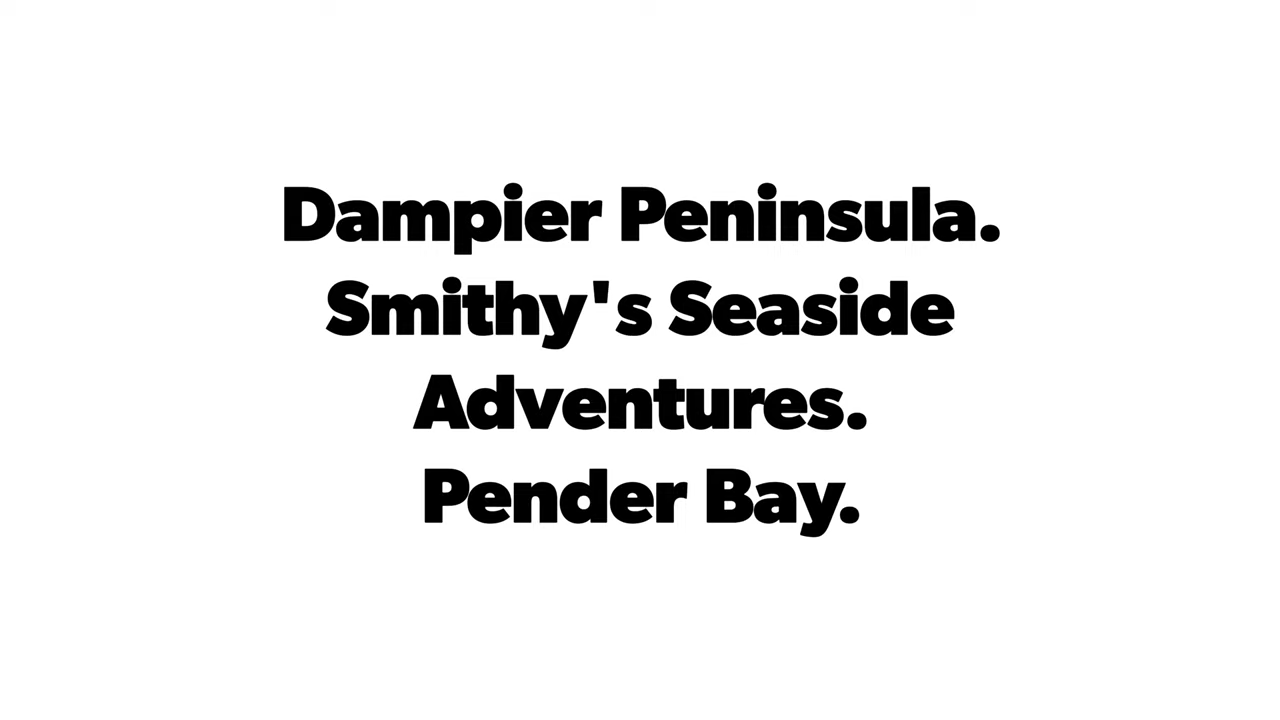 Dampier Peninsula.
Smithy's Seaside
Adventures.
Pender Bay.